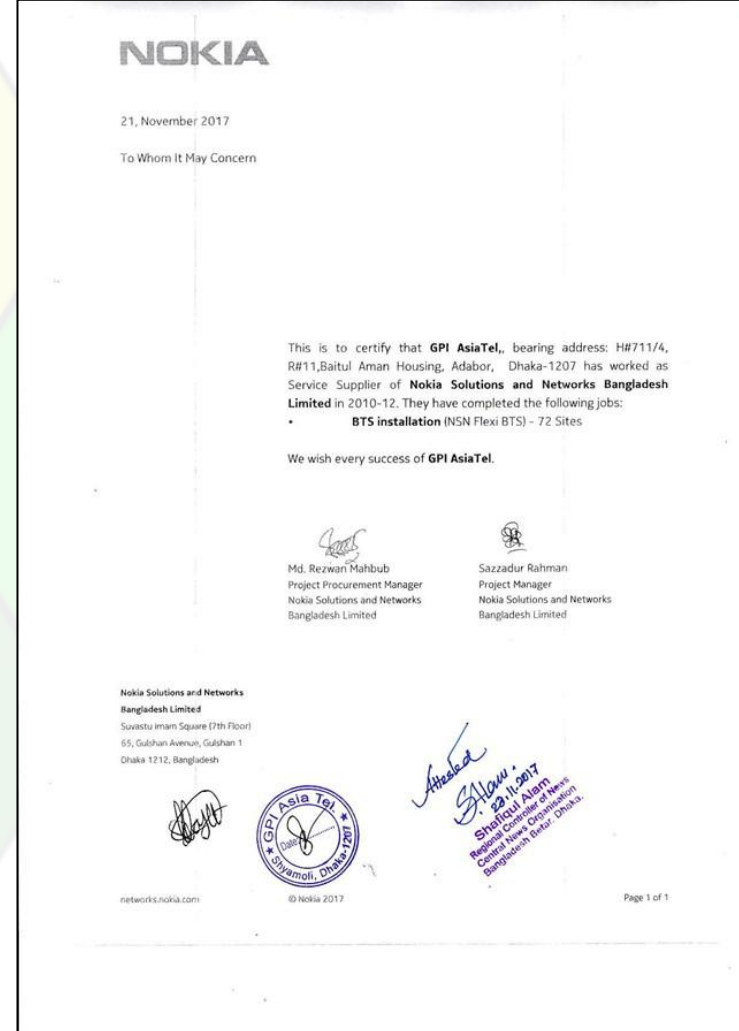 NOKIA
21, November 2017
To Whom It May Concern
This is to certify that GPI AsiaTel,, bearing address: H#711/4,
R#11,Baitul Aman Housing, Adabor, Dhaka-1207 has worked as
Service Supplier of Nokia Solutions and Networks Bangladesh
Limited in 2010-12. They have completed the following jobs:
• BTS installation (NSN Flexi BTS) - 72 Sites
We wish every success of GPI AsiaTel.
Md. Rezwan Mahbub
Project Procurement Manager
Nokia Solutions and Networks
Bangladesh Limited
Sazzadur Rahman
Project Manager
Nokia Solutions and Networks
Bangladesh Limited
Nokia Solutions and Networks
Bangladesh Limited
Suvastu Imam Square (7th Floor)
65, Gulshan Avenue, Gulshan 1
Dhaka 1212, Bangladesh
GPI Asia Tel.
Date
Shyamoli, Dhaka-1207
Attested
SAlam.
23.11.2017
Shafiqul Alam
Regional Controller of News
Central News Organisation
Bangladesh Betar, Dhaka.
networks.nokia.com
© Nokia 2017
Page 1 of 1